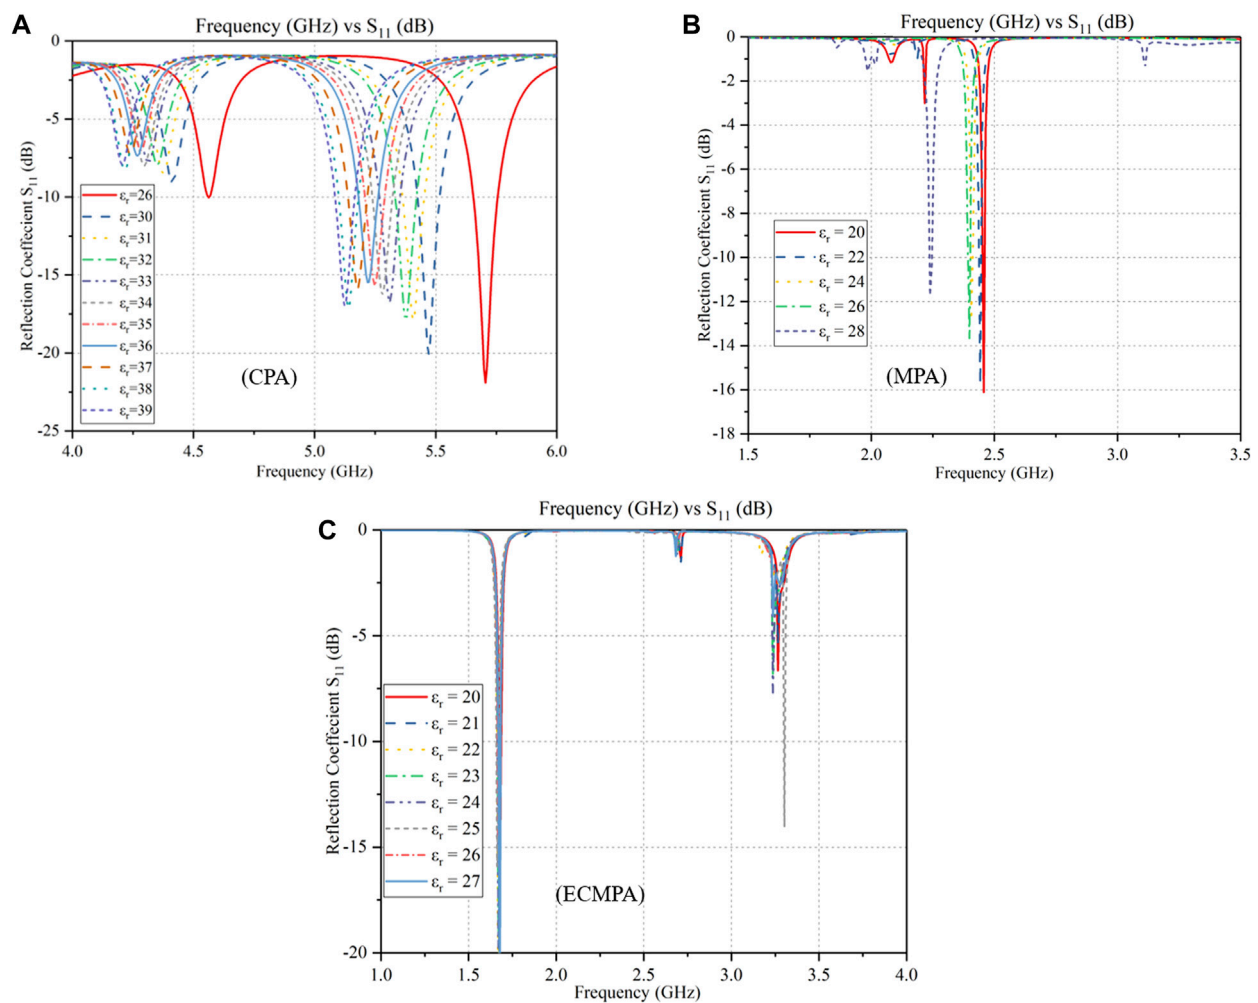 A
Frequency (GHz) vs S11 (dB)
0
-5
-10
-15
-20
-25
Reflection Coeffecient S11 (dB)
εr=26
εr=30
εr=31
εr=32
εr=33
εr=34
εr=35
εr=36
εr=37
εr=38
εr=39
(CPA)
4.0 4.5 5.0 5.5 6.0
Frequency (GHz)
B
Frequency (GHz) vs S11 (dB)
0
-2
-4
-6
-8
-10
-12
-14
-16
-18
Reflection Coeffecient S11 (dB)
εr = 20
εr = 22
εr = 24
εr = 26
εr = 28
(MPA)
1.5 2.0 2.5 3.0 3.5
Frequency (GHz)
C
Frequency (GHz) vs S11 (dB)
0
-5
-10
-15
-20
Reflection Coeffecient S11 (dB)
εr = 20
εr = 21
εr = 22
εr = 23
εr = 24
εr = 25
εr = 26
εr = 27
(ECMPA)
1.0 1.5 2.0 2.5 3.0 3.5 4.0
Frequency (GHz)